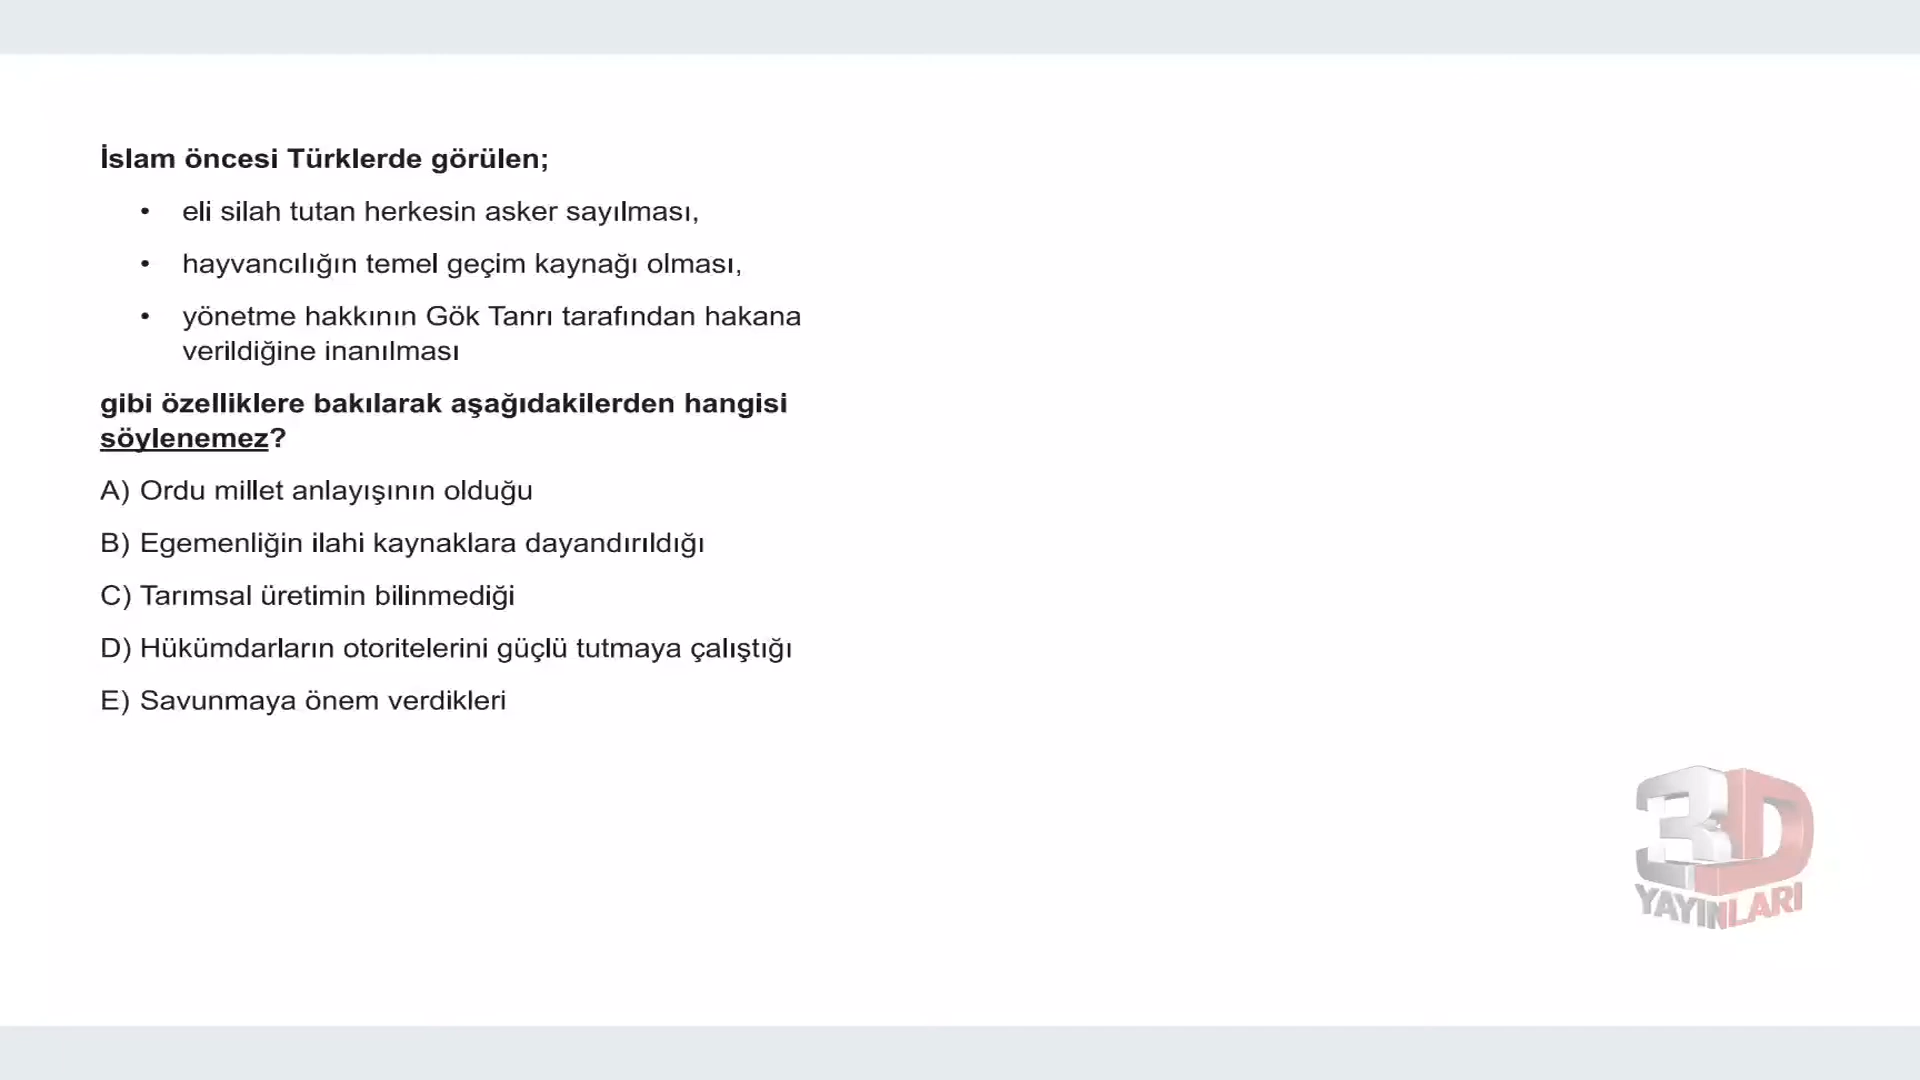 İslam öncesi Türklerde görülen;
• eli silah tutan herkesin asker sayılması,
• hayvancılığın temel geçim kaynağı olması,
• yönetme hakkının Gök Tanrı tarafından hakana
verildiğine inanılması
gibi özelliklere bakılarak aşağıdakilerden hangisi
söylenemez?
A) Ordu millet anlayışının olduğu
B) Egemenliğin ilahi kaynaklara dayandırıldığı
C) Tarımsal üretimin bilinmediği
D) Hükümdarların otoritelerini güçlü tutmaya çalıştığı
E) Savunmaya önem verdikleri
3D
YAYINLARI